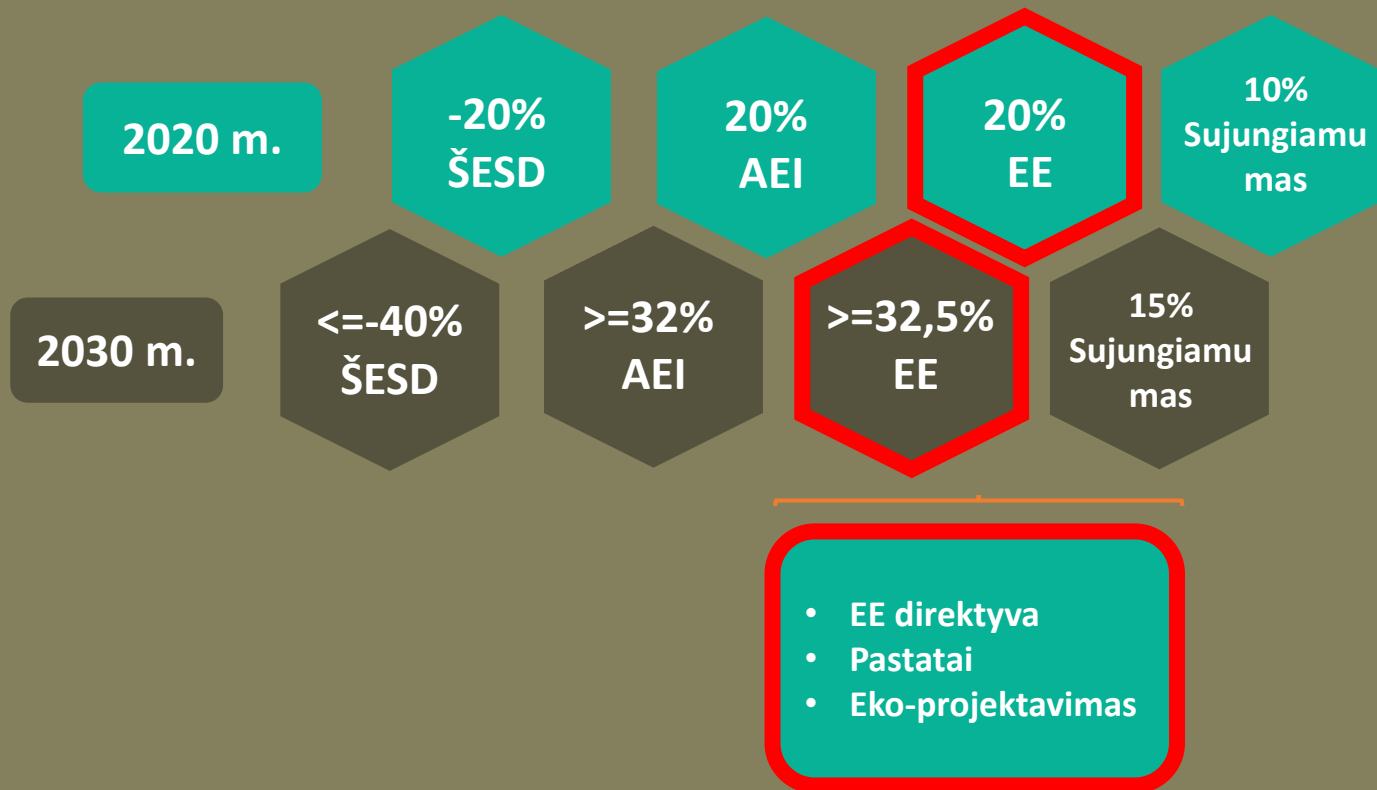 2020 m.
-20%
ŠESD
20%
AEI
20%
EE
10%
Sujungiamu
mas
2030 m.
<=-40%
ŠESD
>=32%
AEI
>=32,5%
EE
15%
Sujungiamu
mas
• EE direktyva
• Pastatai
• Eko-projektavimas